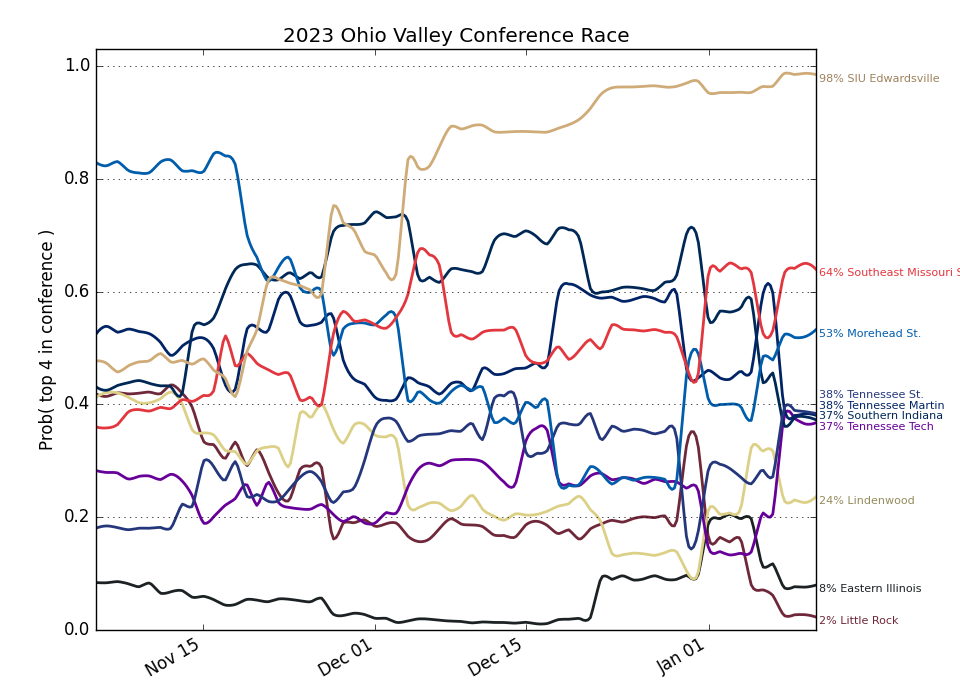 2023 Ohio Valley Conference Race
Prob( top 4 in conference )
1.0
0.8
0.6
0.4
0.2
0.0
Nov 15
Dec 01
Dec 15
Jan 01
98% SIU Edwardsville
64% Southeast Missouri S
53% Morehead St.
38% Tennessee St.
38% Tennessee Martin
37% Southern Indiana
37% Tennessee Tech
24% Lindenwood
8% Eastern Illinois
2% Little Rock